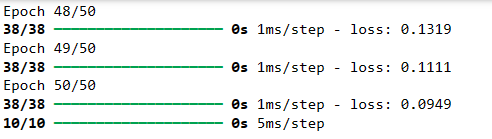 Epoch 48/50
38/38 ━━━━━━━━━━━━━━━━━━━━ 0s 1ms/step - loss: 0.1319
Epoch 49/50
38/38 ━━━━━━━━━━━━━━━━━━━━ 0s 1ms/step - loss: 0.1111
Epoch 50/50
38/38 ━━━━━━━━━━━━━━━━━━━━ 0s 1ms/step - loss: 0.0949
10/10 ━━━━━━━━━━━━━━━━━━━━ 0s 5ms/step